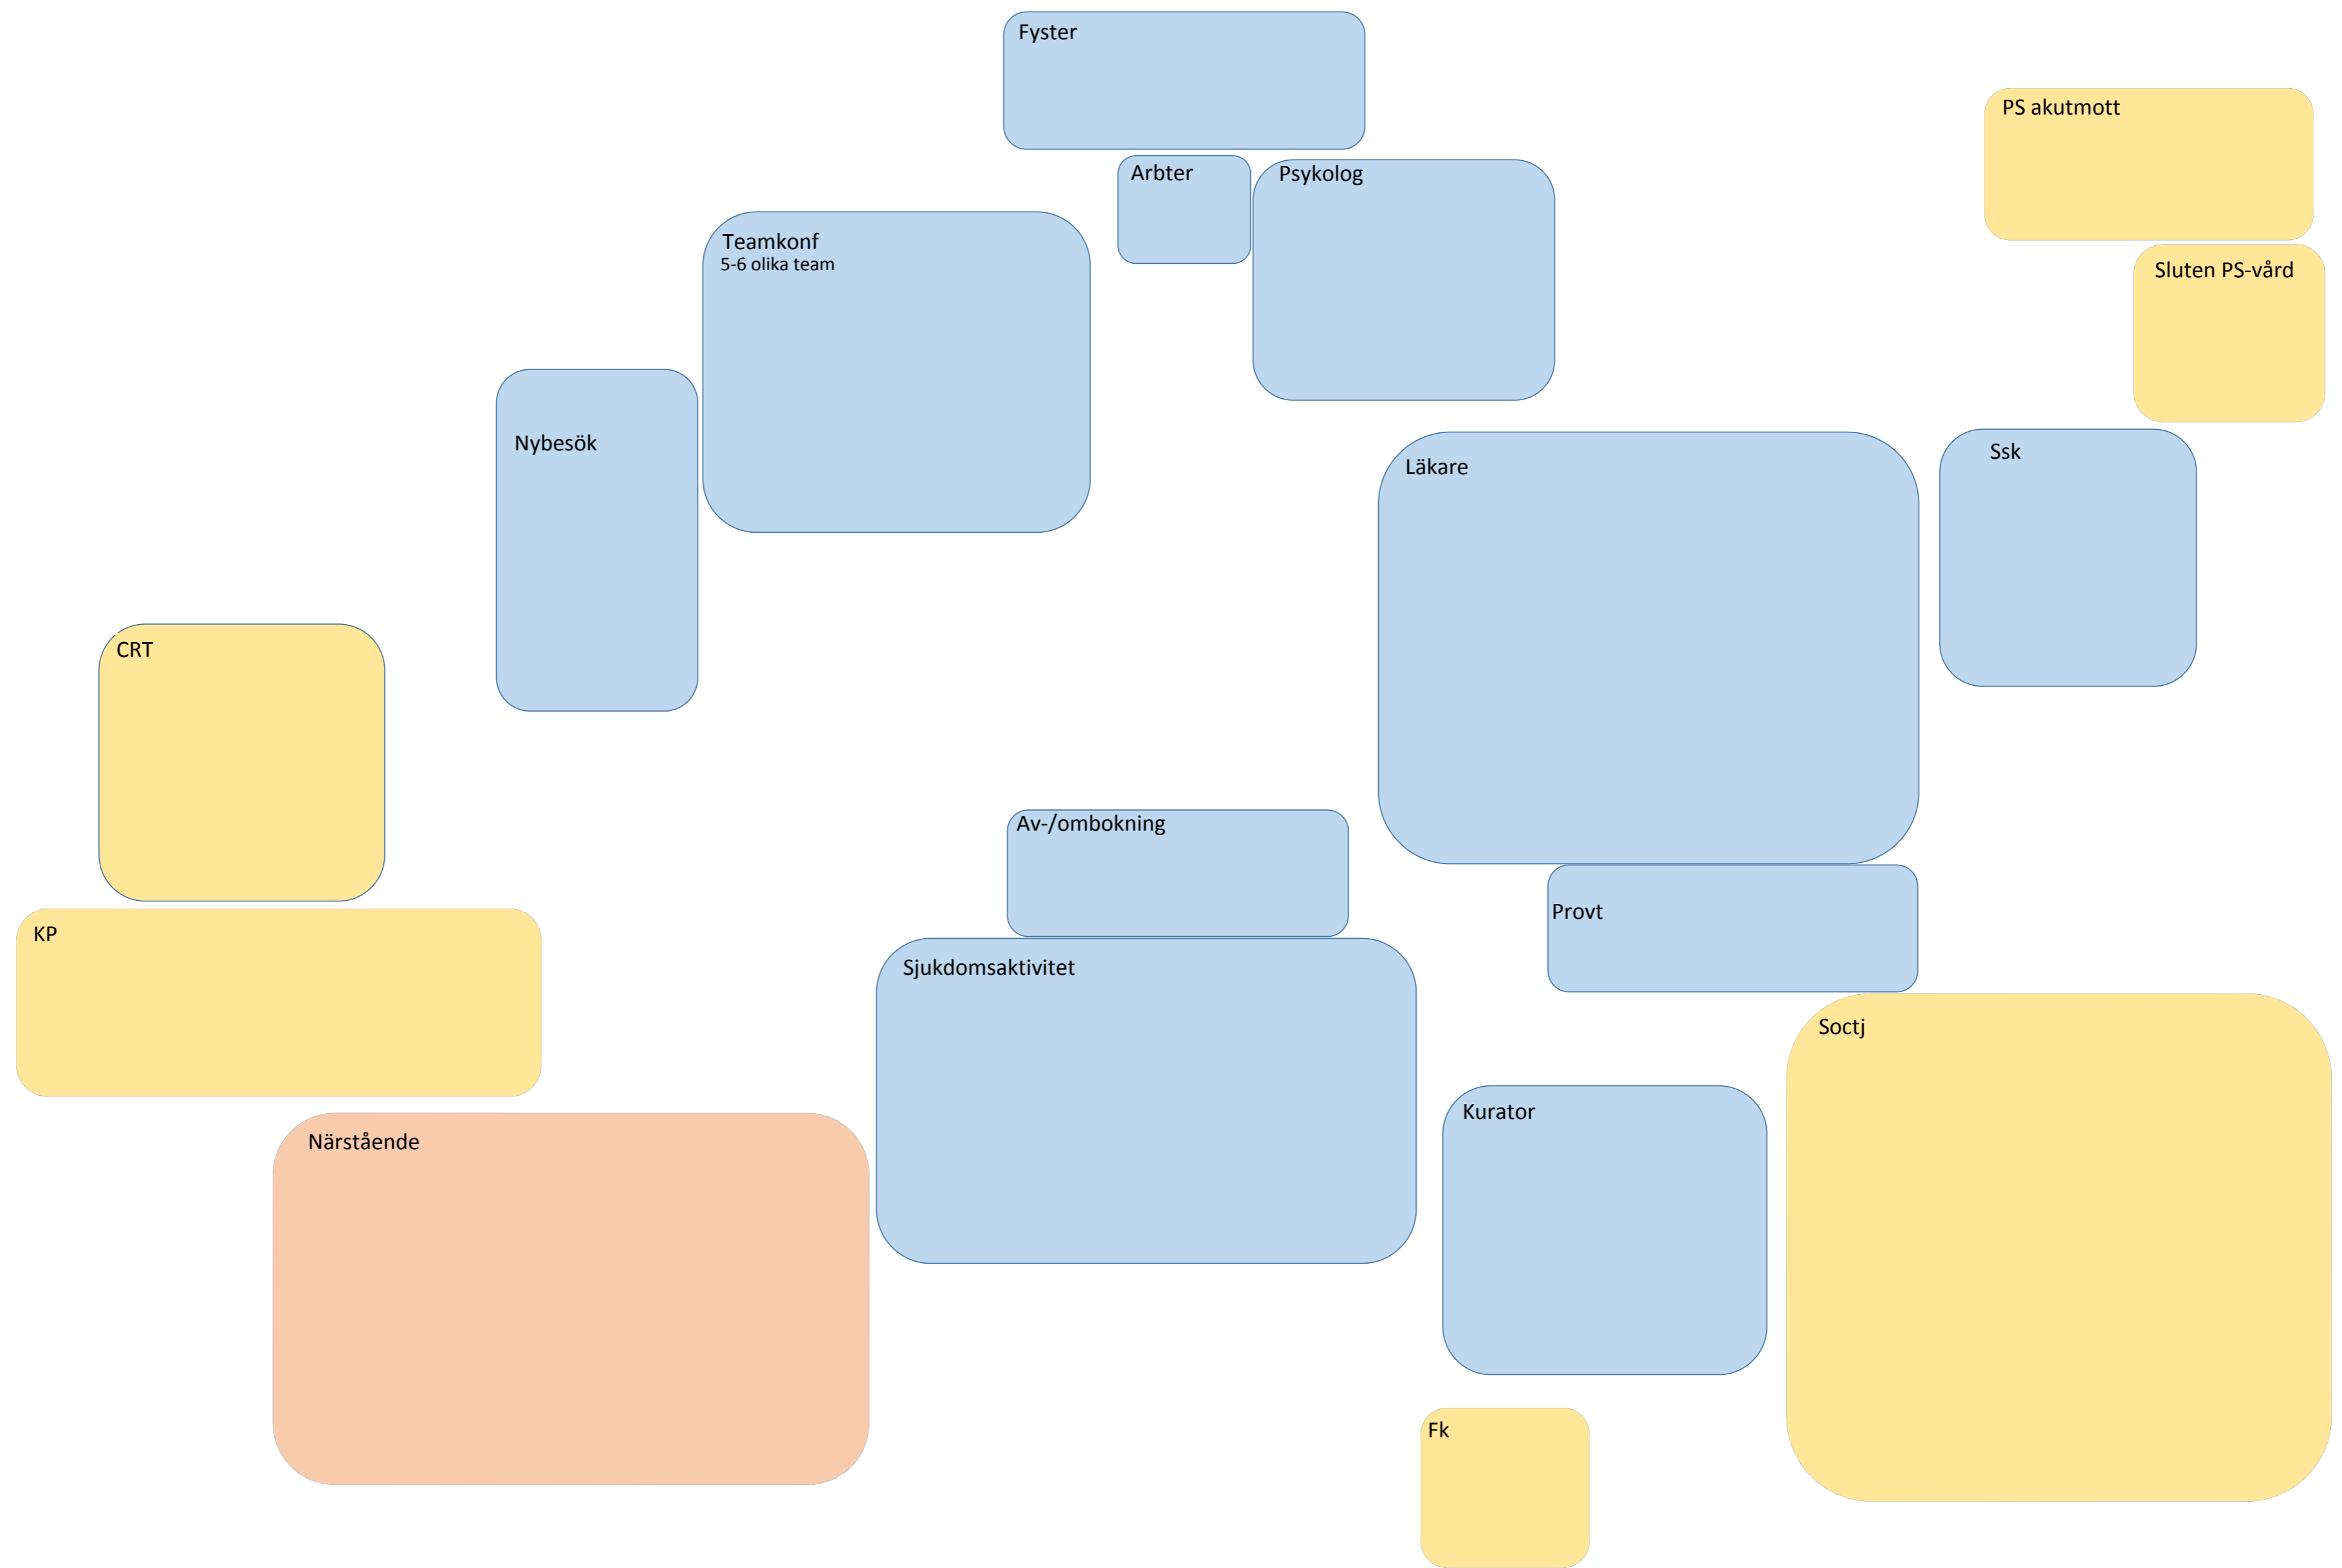 Fyster
PS akutmott
Arbter
Psykolog
Teamkonf
5-6 olika team
Sluten PS-vård
Nybesök
Läkare
Ssk
CRT
Av-/ombokning
Provt
KP
Sjukdomsaktivitet
Soctj
Kurator
Närstående
Fk